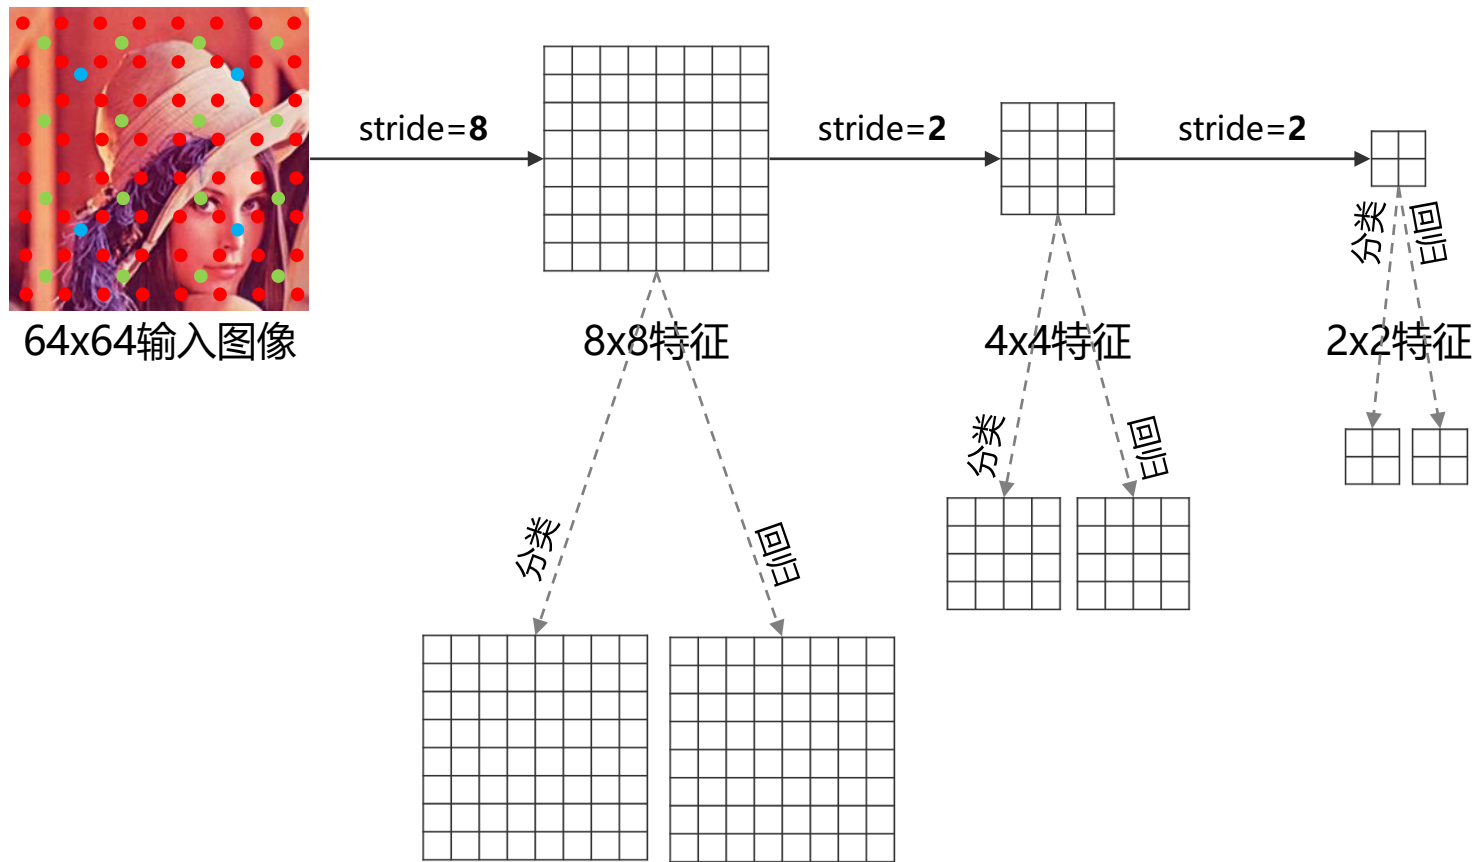 stride=8
stride=2
stride=2
分类
回归
64x64输入图像
8x8特征
4x4特征
2x2特征
分类
回归
分类
回归